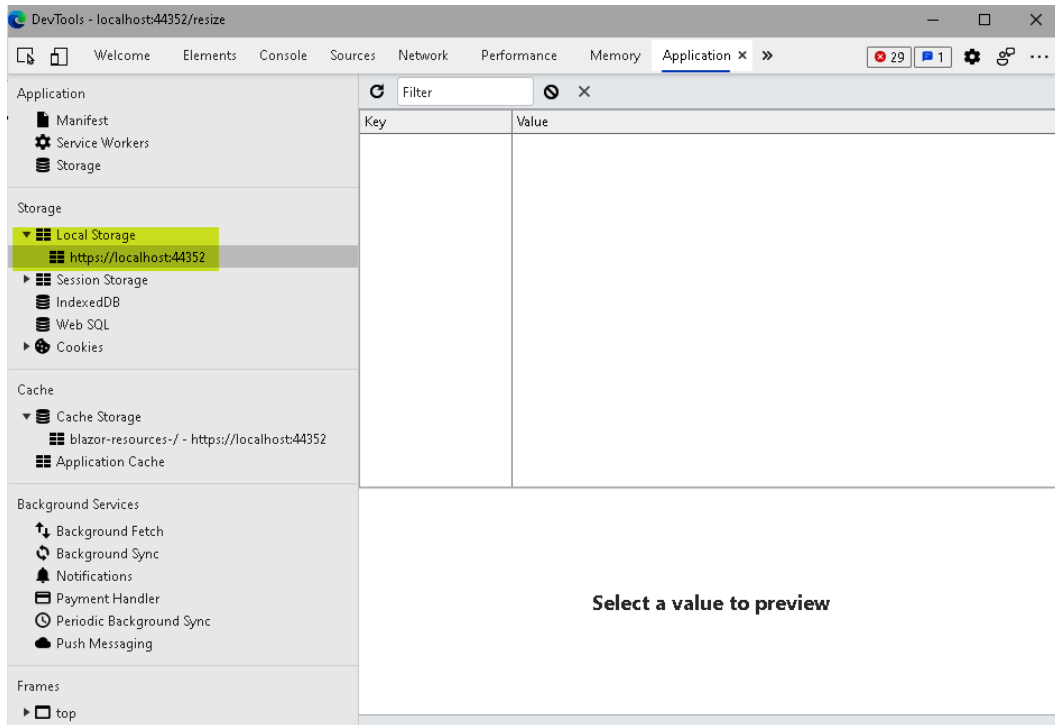 DevTools - localhost:44352/resize
Welcome Elements Console Sources Network Performance Memory Application 29 1
Application
Manifest
Service Workers
Storage
Storage
Local Storage
https://localhost:44352
Session Storage
IndexedDB
Web SQL
Cookies
Cache
Cache Storage
blazor-resources-/ - https://localhost:44352
Application Cache
Background Services
Background Fetch
Background Sync
Notifications
Payment Handler
Periodic Background Sync
Push Messaging
Frames
top
Filter
Key Value
Select a value to preview